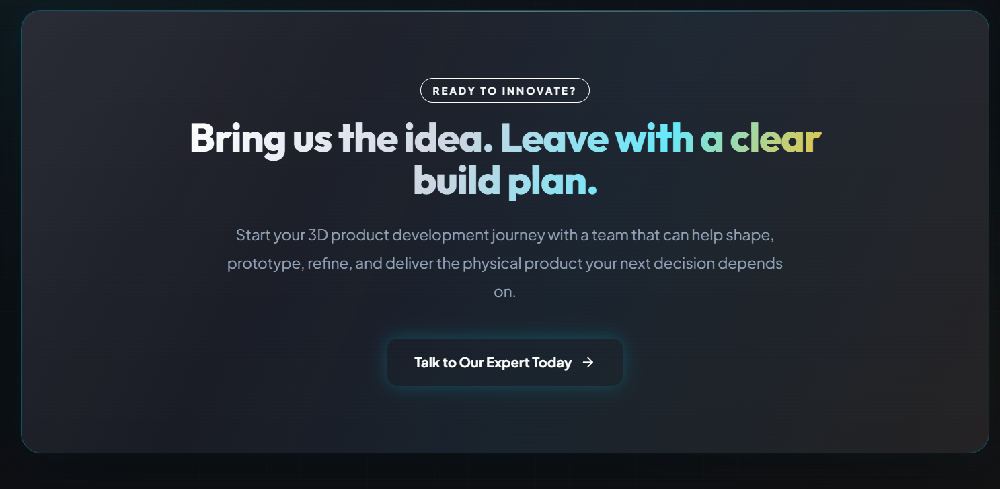 READY TO INNOVATE?
Bring us the idea. Leave with a clear
build plan.
Start your 3D product development journey with a team that can help shape,
prototype, refine, and deliver the physical product your next decision depends
on.
Talk to Our Expert Today →